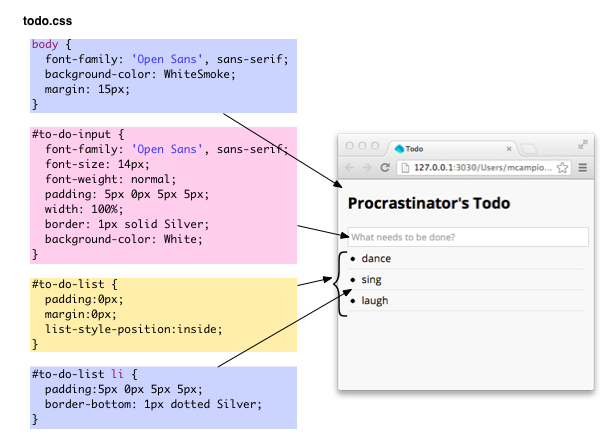 todo.css
body {
font-family: 'Open Sans', sans-serif;
background-color: WhiteSmoke;
margin: 15px;
}
#to-do-input {
font-family: 'Open Sans', sans-serif;
font-size: 14px;
font-weight: normal;
padding: 5px 0px 5px 5px;
width: 100%;
border: 1px solid Silver;
background-color: White;
}
#to-do-list {
padding:0px;
margin:0px;
list-style-position:inside;
}
#to-do-list li {
padding:5px 0px 5px 5px;
border-bottom: 1px dotted Silver;
}
Todo
127.0.0.1:3030/Users/mcampio...
Procrastinator's Todo
What needs to be done?
• dance
• sing
• laugh